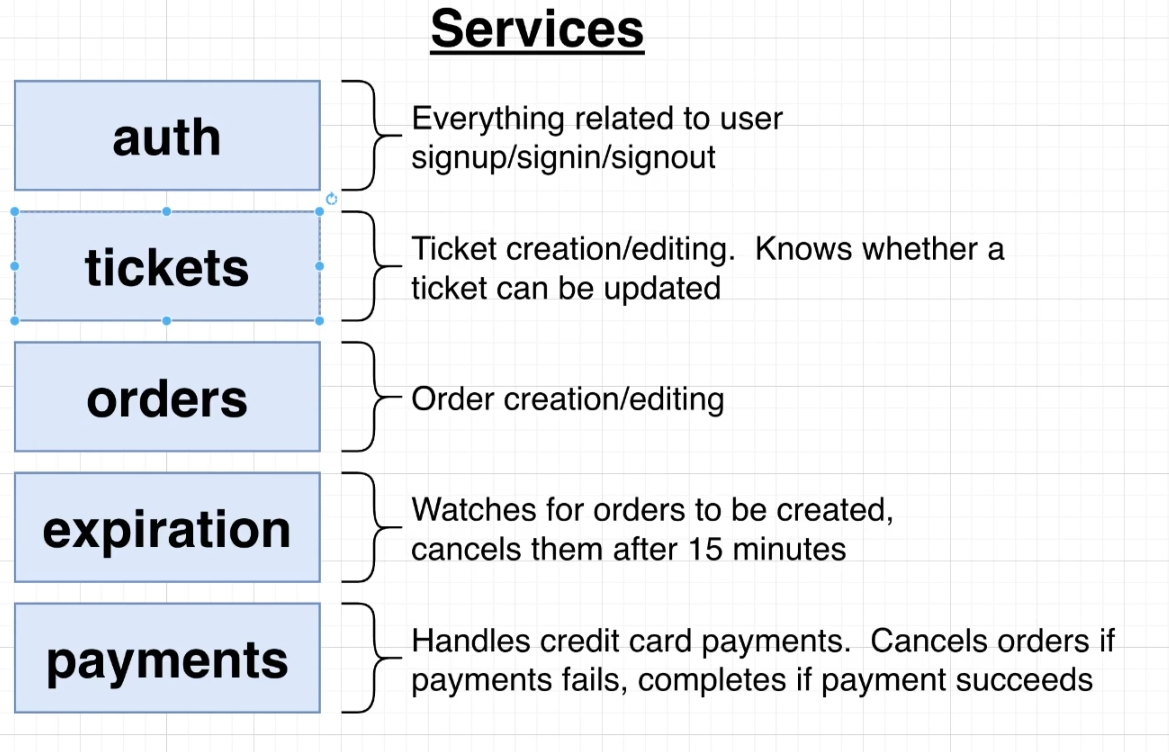 Services
auth
Everything related to user
signup/signin/signout
tickets
Ticket creation/editing.  Knows whether a
ticket can be updated
orders
Order creation/editing
expiration
Watches for orders to be created,
cancels them after 15 minutes
payments
Handles credit card payments.  Cancels orders if
payments fails, completes if payment succeeds